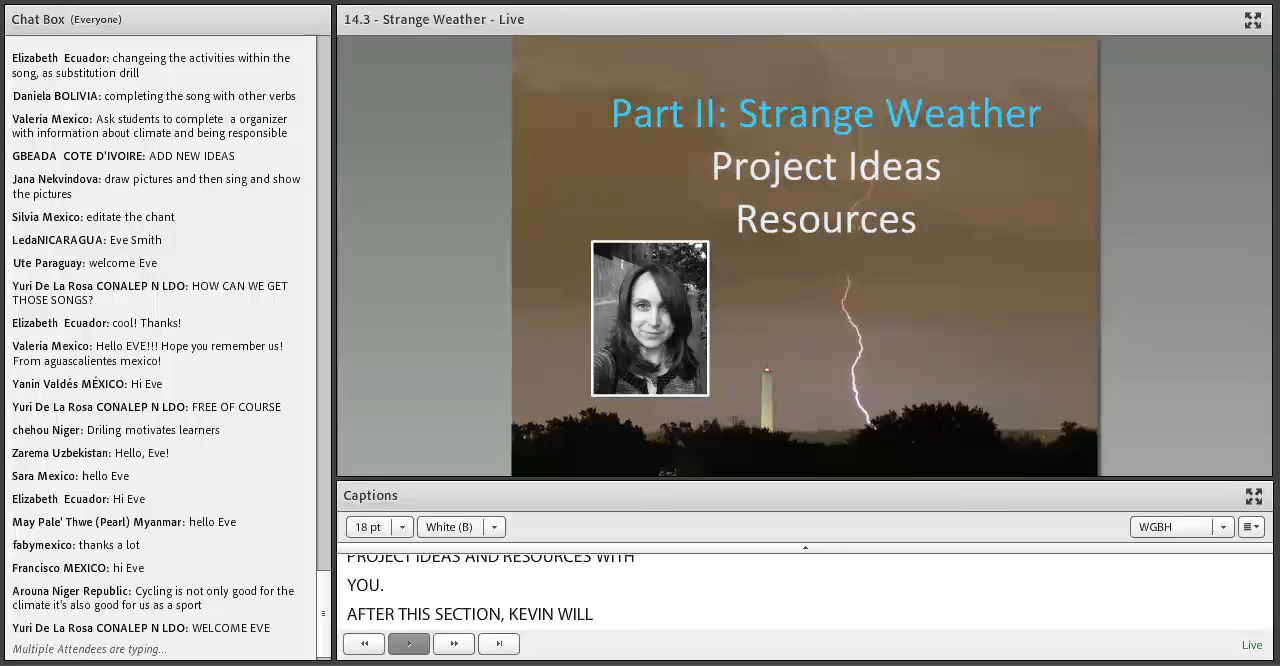 Chat Box (Everyone)
Elizabeth Ecuador: changeing the activities within the
song, as substitution drill
Daniela BOLIVIA: completing the song with other verbs
Valeria Mexico: Ask students to complete a organizer
with information about climate and being responsible
GBEADA COTE D'IVOIRE: ADD NEW IDEAS
Jana Nekvindova: draw pictures and then sing and show
the pictures
Silvia Mexico: editate the chant
LedaNICARAGUA: Eve Smith
Ute Paraguay: welcome Eve
Yuri De La Rosa CONALEP N LDO: HOW CAN WE GET
THOSE SONGS?
Elizabeth Ecuador: cool! Thanks!
Valeria Mexico: Hello EVE!!! Hope you remember us!
From aguascalientes mexico!
Yanin Valdés MÉXICO: Hi Eve
Yuri De La Rosa CONALEP N LDO: FREE OF COURSE
chehou Niger: Driling motivates learners
Zarema Uzbekistan: Hello, Eve!
Sara Mexico: hello Eve
Elizabeth Ecuador: Hi Eve
May Pale' Thwe (Pearl) Myanmar: hello Eve
fabymexico: thanks a lot
Francisco MEXICO: hi Eve
Arouna Niger Republic: Cycling is not only good for the
climate it's also good for us as a sport
Yuri De La Rosa CONALEP N LDO: WELCOME EVE
Multiple Attendees are typing...
14.3 - Strange Weather - Live
Part II: Strange Weather
Project Ideas
Resources
Captions
18 pt
White (B)
WGBH
PROJECT IDEAS AND RESOURCES WITH
YOU.
AFTER THIS SECTION, KEVIN WILL
Live